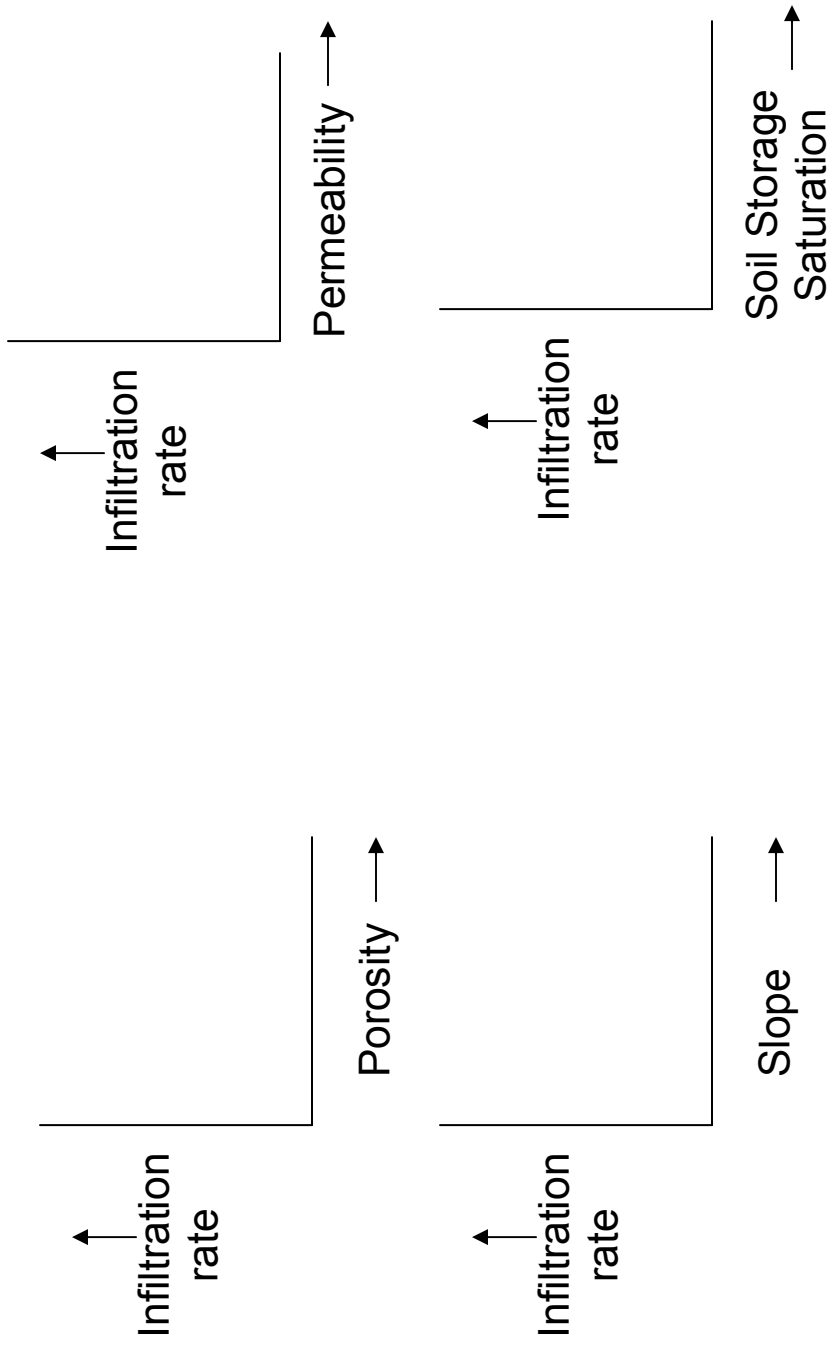 Infiltration
rate
Porosity
Infiltration
rate
Permeability
Infiltration
rate
Slope
Infiltration
rate
Soil Storage
Saturation